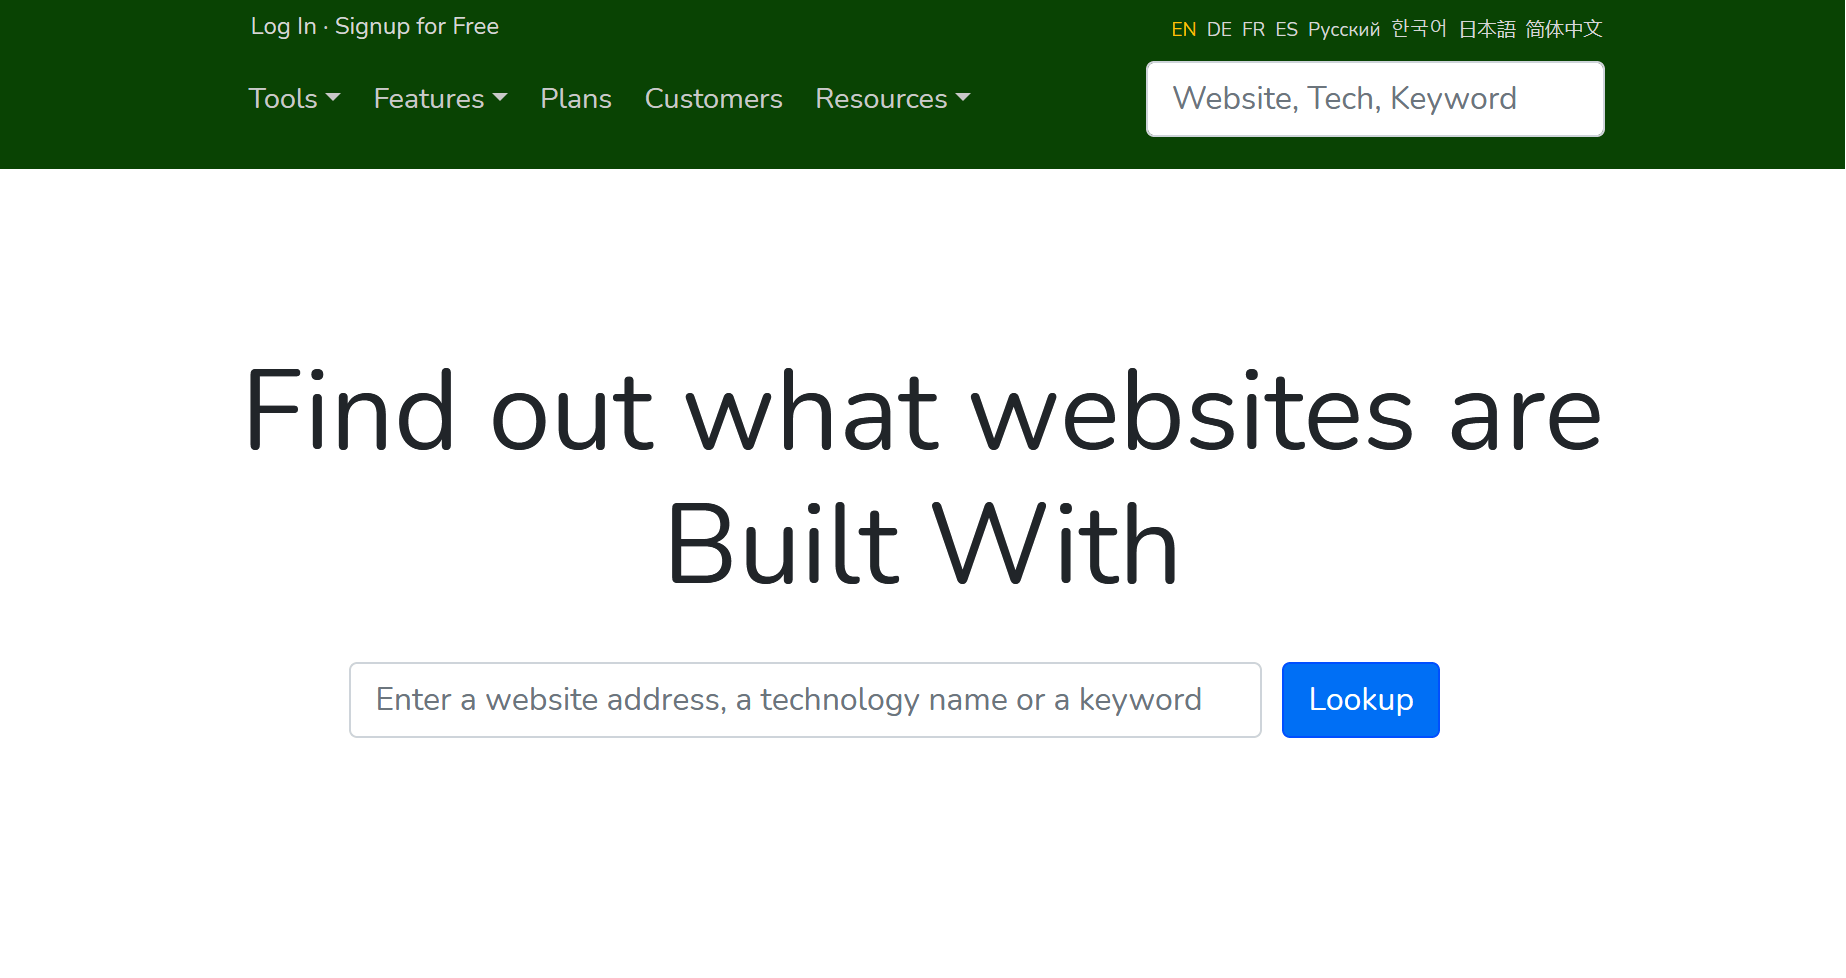 Log In · Signup for Free
EN DE FR ES Русский 한국어 日本語 简体中文
Tools Features Plans Customers Resources
Website, Tech, Keyword
Find out what websites are
Built With
Enter a website address, a technology name or a keyword
Lookup